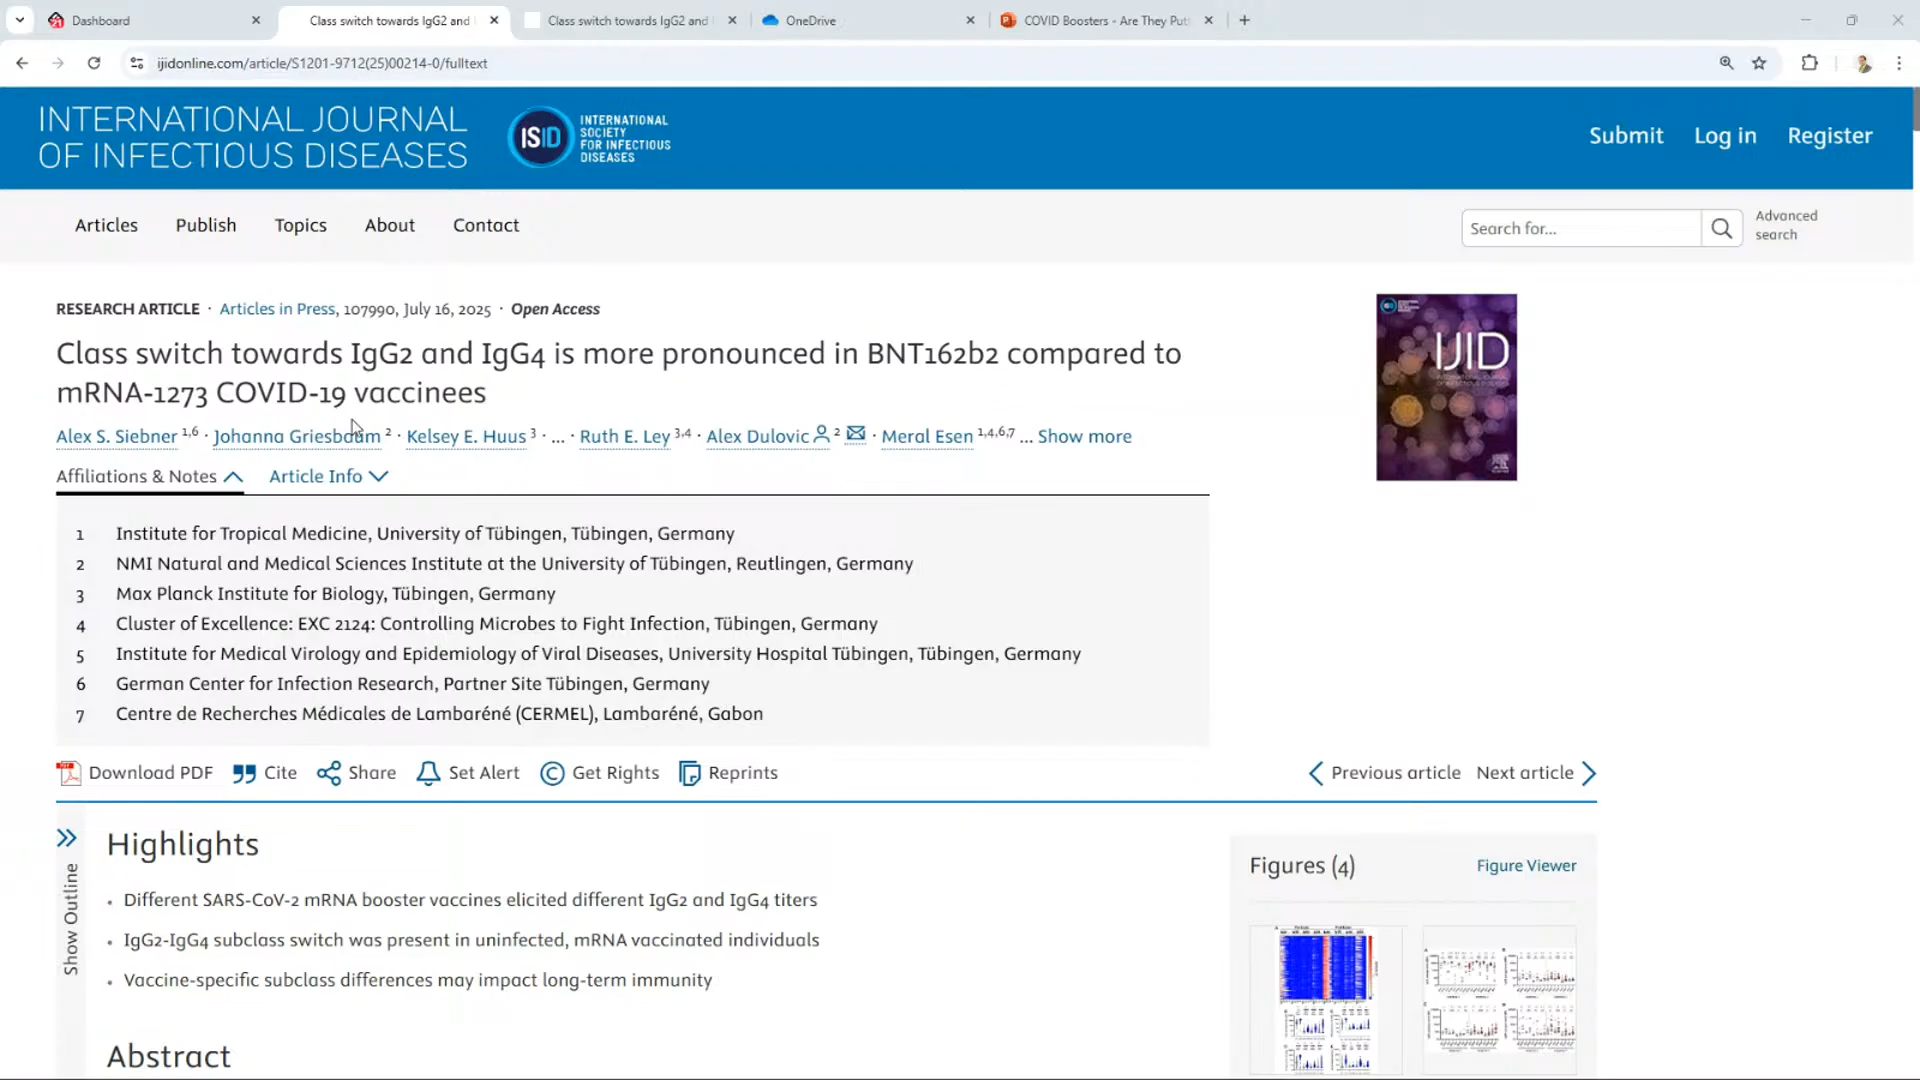 Dashboard
Class switch towards IgG2 and
Class switch towards IgG2 and
OneDrive
COVID Boosters - Are They Put
ijidonline.com/article/S1201-9712(25)00214-0/fulltext
INTERNATIONAL JOURNAL
OF INFECTIOUS DISEASES
ISID
INTERNATIONAL
SOCIETY
FOR INFECTIOUS
DISEASES
Submit Log in Register
Articles Publish Topics About Contact
Search for...
Advanced
search
RESEARCH ARTICLE · Articles in Press, 107990, July 16, 2025 · Open Access
Class switch towards IgG2 and IgG4 is more pronounced in BNT162b2 compared to
mRNA-1273 COVID-19 vaccinees
Alex S. Siebner 1,6 · Johanna Griesbaum 2 · Kelsey E. Huus 3 · ... · Ruth E. Ley 3,4 · Alex Dulovic 2 · Meral Esen 1,4,6,7 ... Show more
Affiliations & Notes Article Info
1 Institute for Tropical Medicine, University of Tübingen, Tübingen, Germany
2 NMI Natural and Medical Sciences Institute at the University of Tübingen, Reutlingen, Germany
3 Max Planck Institute for Biology, Tübingen, Germany
4 Cluster of Excellence: EXC 2124: Controlling Microbes to Fight Infection, Tübingen, Germany
5 Institute for Medical Virology and Epidemiology of Viral Diseases, University Hospital Tübingen, Tübingen, Germany
6 German Center for Infection Research, Partner Site Tübingen, Germany
7 Centre de Recherches Médicales de Lambaréné (CERMEL), Lambaréné, Gabon
IJID
Download PDF Cite Share Set Alert Get Rights Reprints
Previous article Next article
Show Outline
Highlights
• Different SARS-CoV-2 mRNA booster vaccines elicited different IgG2 and IgG4 titers
• IgG2-IgG4 subclass switch was present in uninfected, mRNA vaccinated individuals
• Vaccine-specific subclass differences may impact long-term immunity
Abstract
Figures (4) Figure Viewer